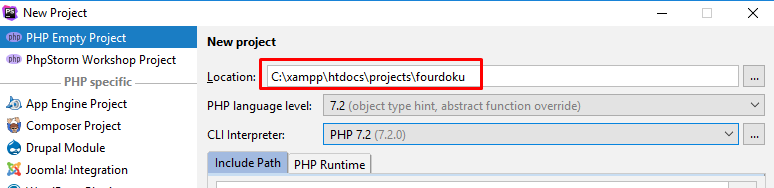 PS New Project
PHP Empty Project
PhpStorm Workshop Project
PHP specific
App Engine Project
Composer Project
Drupal Module
Joomla! Integration
New project
Location: C:\xampp\htdocs\projects\fourdoku ...
PHP language level: 7.2 (object type hint, abstract function override)
CLI Interpreter: PHP 7.2 (7.2.0) ...
Include Path PHP Runtime